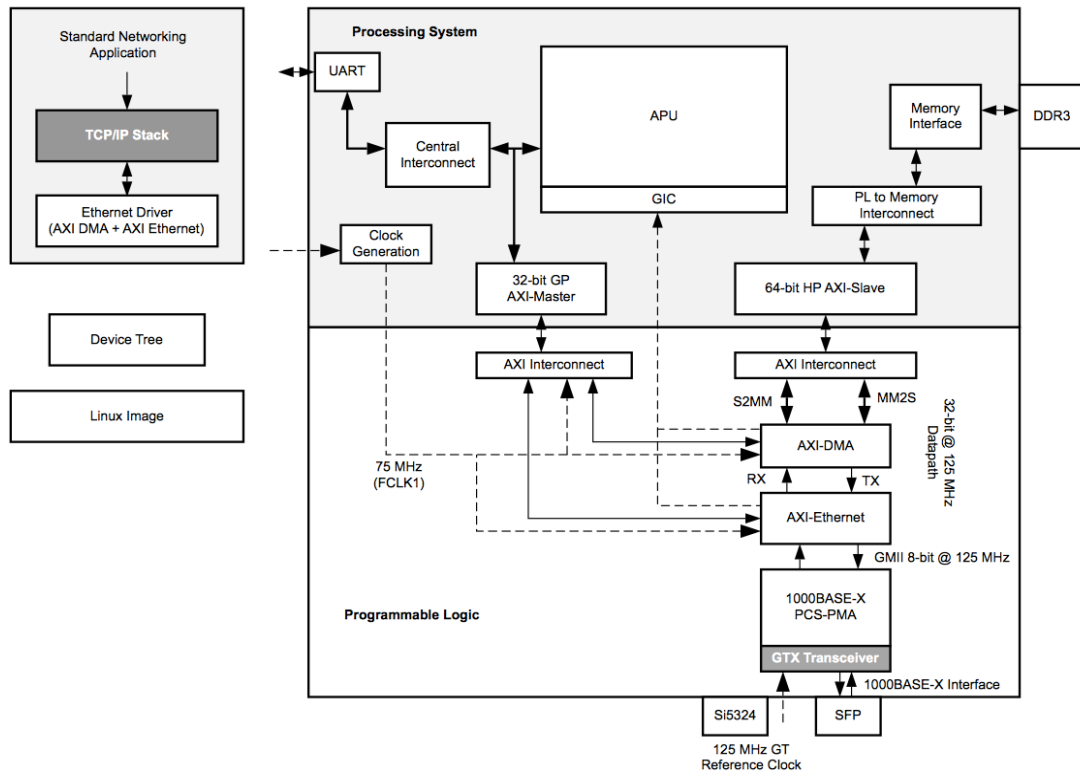 Standard Networking
Application
TCP/IP Stack
Ethernet Driver
(AXI DMA + AXI Ethernet)
Device Tree
Linux Image
Processing System
UART
Central
Interconnect
APU
GIC
Memory
Interface
DDR3
PL to Memory
Interconnect
Clock
Generation
32-bit GP
AXI-Master
64-bit HP AXI-Slave
AXI Interconnect
AXI Interconnect
S2MM
MM2S
32-bit @ 125 MHz
Datapath
AXI-DMA
75 MHz
(FCLK1)
RX
TX
AXI-Ethernet
GMII 8-bit @ 125 MHz
1000BASE-X
PCS-PMA
Programmable Logic
GTX Transceiver
1000BASE-X Interface
Si5324
SFP
125 MHz GT
Reference Clock